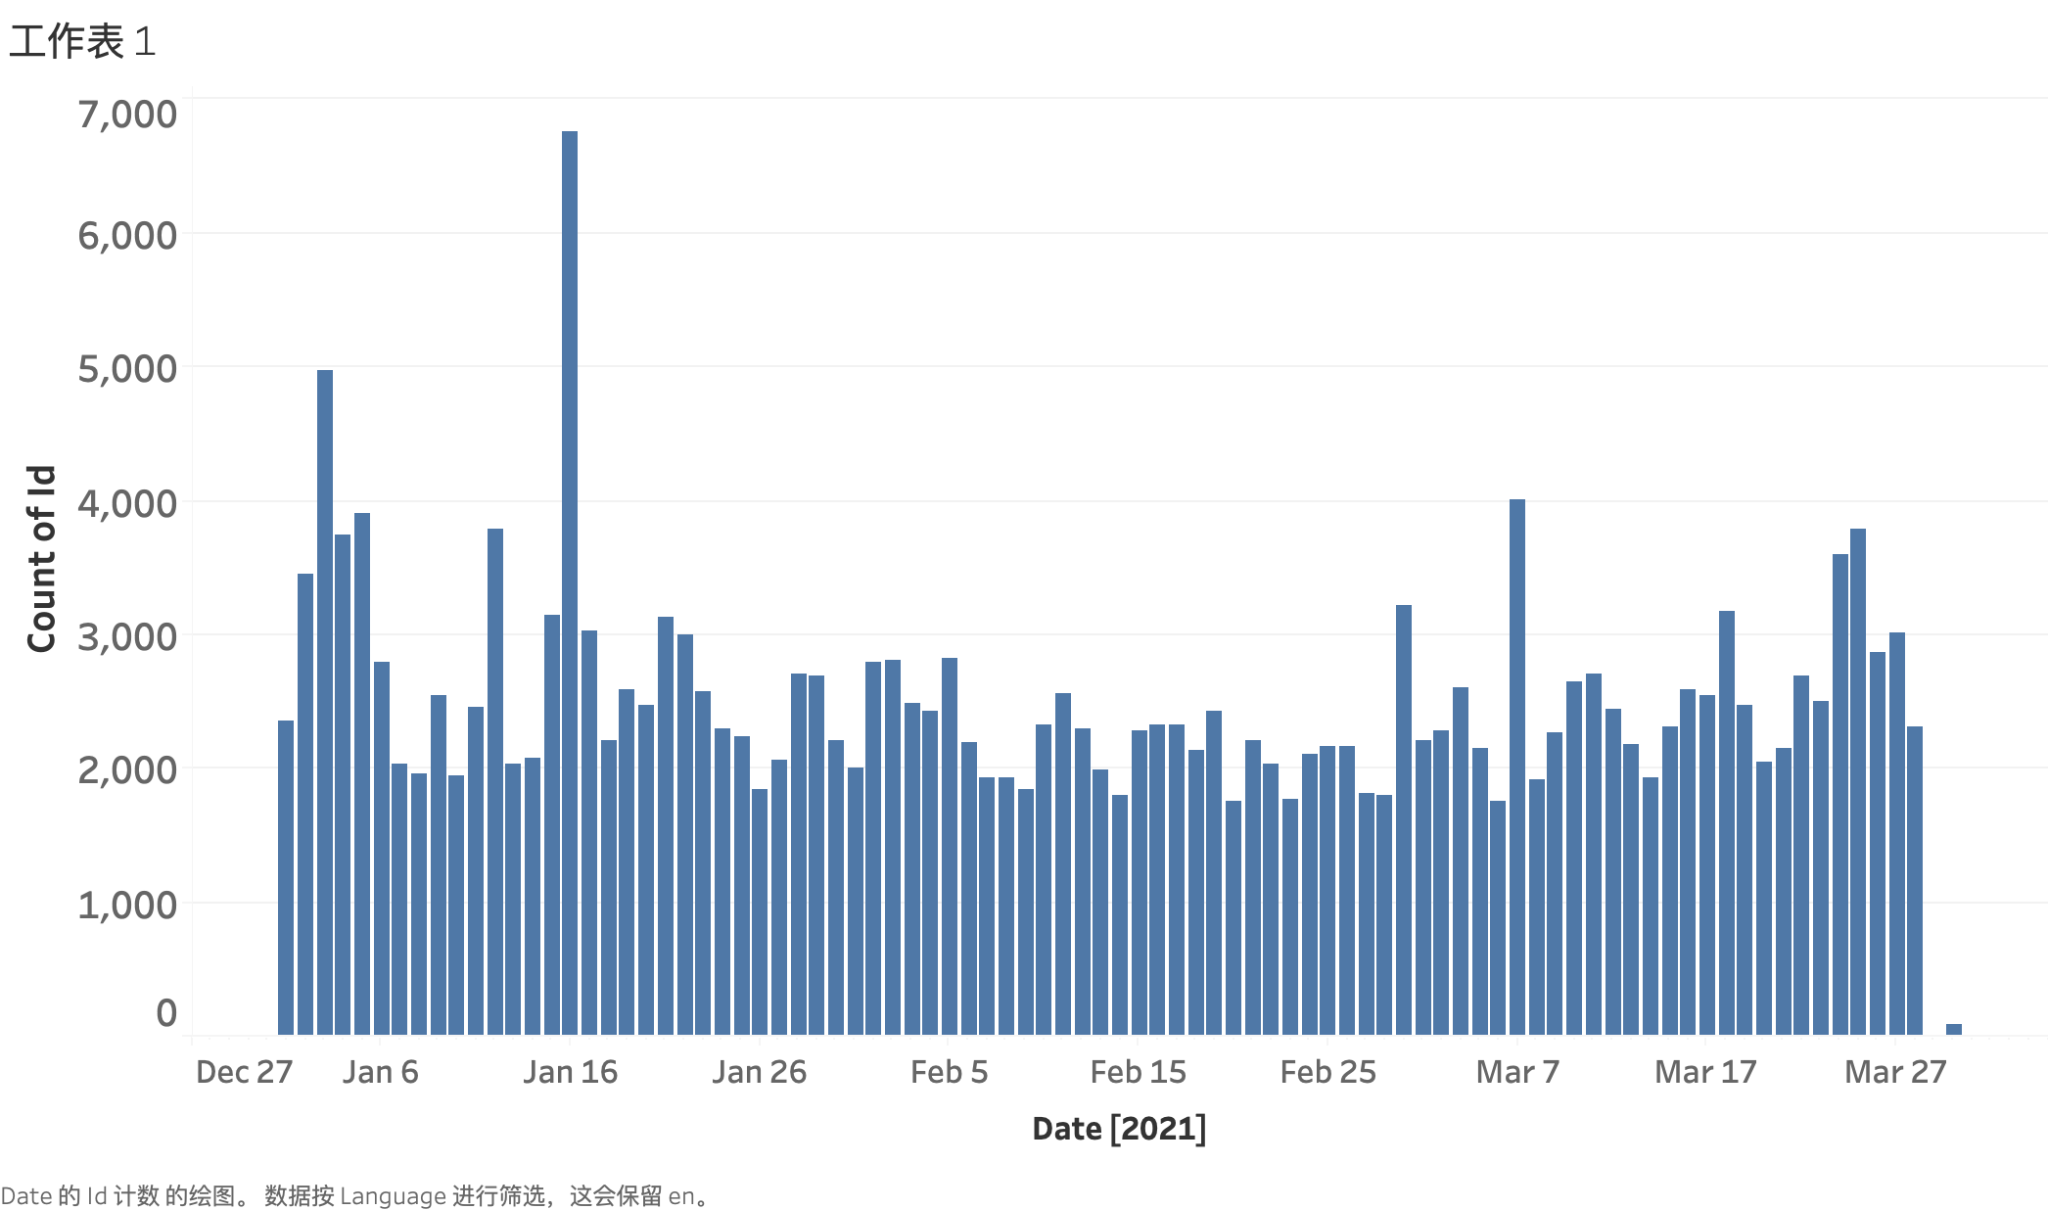 工作表 1
7,000
6,000
5,000
4,000
3,000
2,000
1,000
0
Count of Id
Dec 27 Jan 6 Jan 16 Jan 26 Feb 5 Feb 15 Feb 25 Mar 7 Mar 17 Mar 27
Date [2021]
Date 的 Id 计数 的绘图。 数据按 Language 进行筛选，这会保留 en。